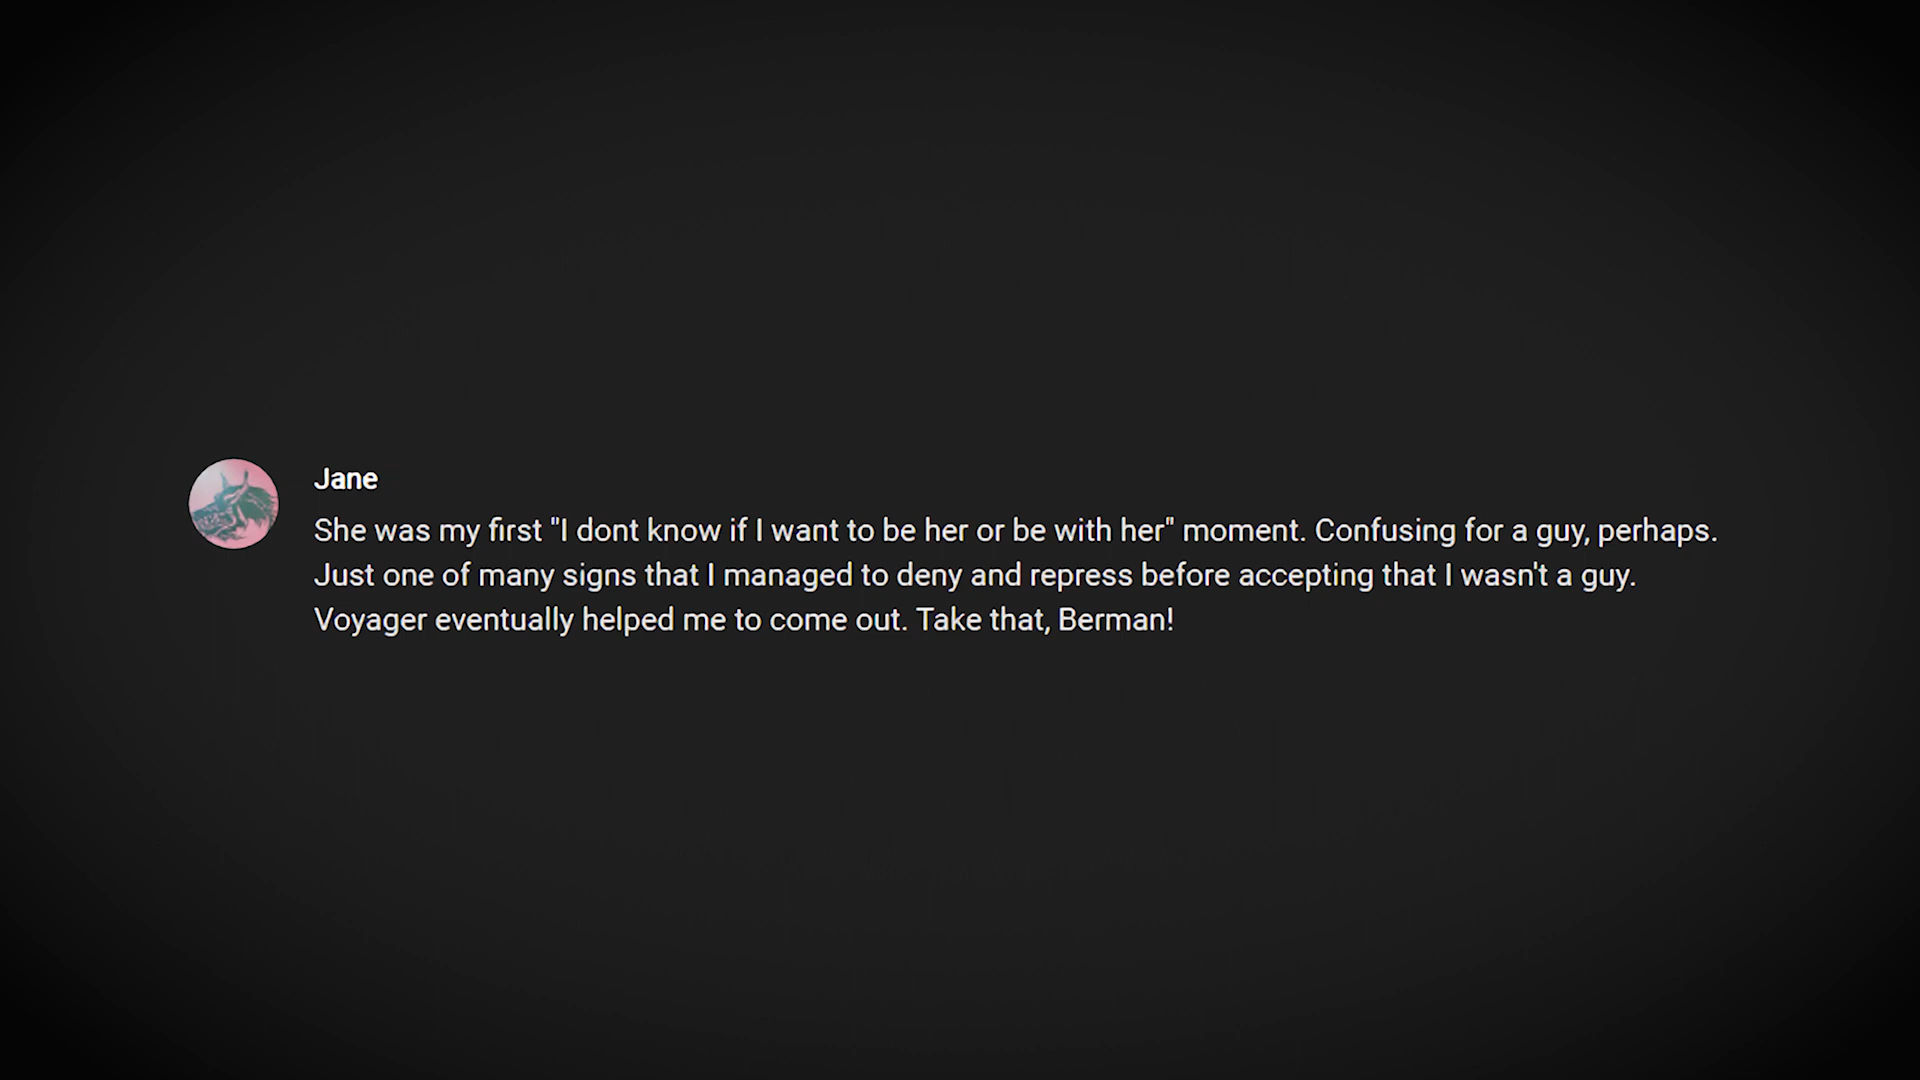 Jane
She was my first "I dont know if I want to be her or be with her" moment. Confusing for a guy, perhaps.
Just one of many signs that I managed to deny and repress before accepting that I wasn't a guy.
Voyager eventually helped me to come out. Take that, Berman!